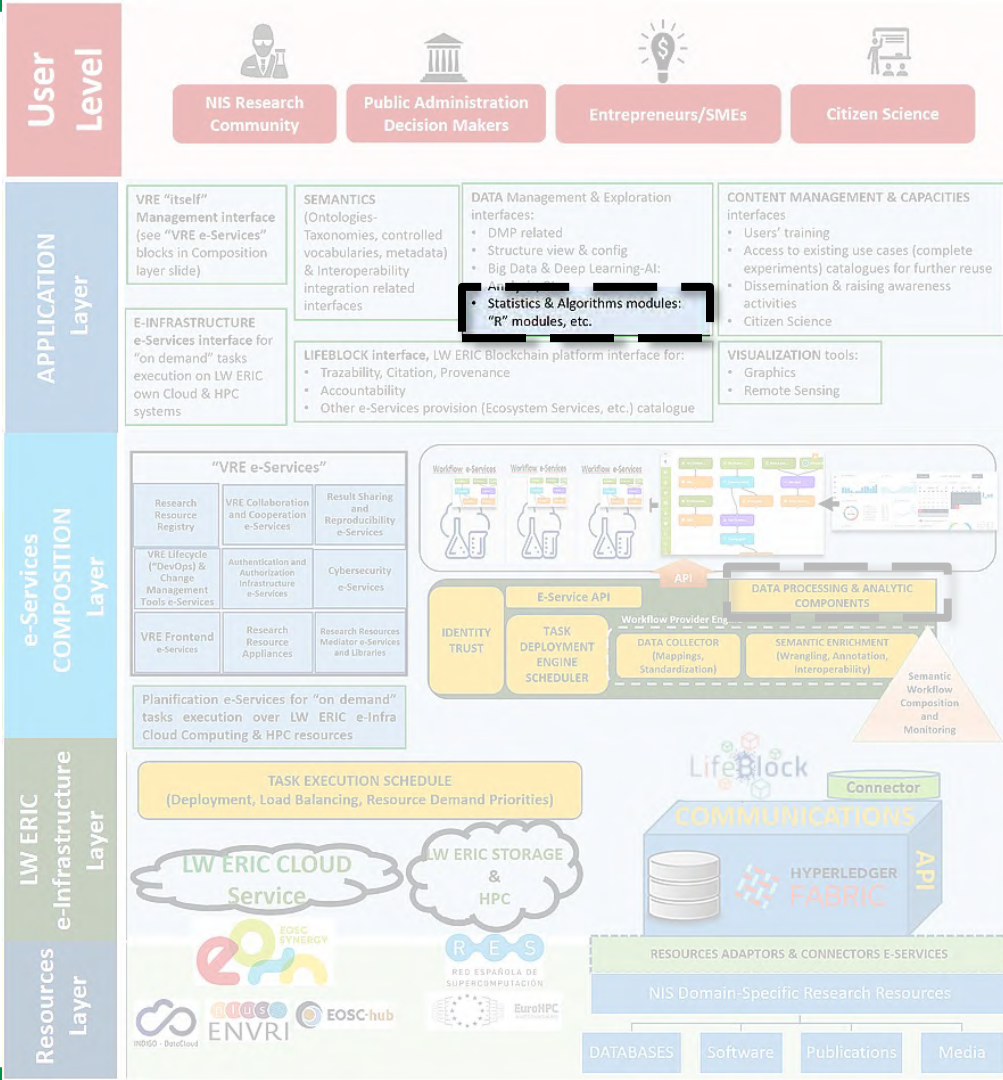 User
Level
NIS Research
Community
Public Administration
Decision Makers
Entrepreneurs/SMEs
Citizen Science
APPLICATION
Layer
VRE “itself”
Management interface
(see “VRE e-Services”
blocks in Composition
layer slide)
E-INFRASTRUCTURE
e-Services interface for
“on demand” tasks
execution on LW ERIC
own Cloud & HPC
systems
SEMANTICS
(Ontologies-
Taxonomies, controlled
vocabularies, metadata)
& Interoperability
integration related
interfaces
DATA Management & Exploration
interfaces:
• DMP related
• Structure view & config
• Big Data & Deep Learning-AI:
• Statistics & Algorithms modules:
“R” modules, etc.
CONTENT MANAGEMENT & CAPACITIES
interfaces
• Users’ training
• Access to existing use cases (complete
experiments) catalogues for further reuse
• Dissemination & raising awareness
activities
• Citizen Science
LIFEBLOCK interface, LW ERIC Blockchain platform interface for:
• Trazability, Citation, Provenance
• Accountability
• Other e-Services provision (Ecosystem Services, etc.) catalogue
VISUALIZATION tools:
• Graphics
• Remote Sensing
e-Services
COMPOSITION
Layer
“VRE e-Services”
Research
Resource
Registry
VRE Collaboration
and Cooperation
e-Services
Result Sharing
and
Reproducibility
e-Services
VRE Lifecycle
(“DevOps) &
Change
Management
Tools e-Services
Authentication and
Authorization
Infrastructure
e-Services
Cybersecurity
e-Services
VRE Frontend
e-Services
Research
Resource
Appliances
Research Resources
Mediator e-Services
and Libraries
Planification e-Services for “on demand”
tasks execution over LW ERIC e-Infra
Cloud Computing & HPC resources
Workflow e-Services
Workflow e-Services
Workflow e-Services
API
DATA PROCESSING & ANALYTIC
COMPONENTS
E-Service API
Workflow Provider
IDENTITY
TRUST
TASK
DEPLOYMENT
ENGINE
SCHEDULER
DATA COLLECTOR
(Mappings,
Standardization)
SEMANTIC ENRICHMENT
(Wrangling, Annotation,
Interoperability)
Semantic
Workflow
Composition
and
Monitoring
LW ERIC
e-Infrastructure
Layer
TASK EXECUTION SCHEDULE
(Deployment, Load Balancing, Resource Demand Priorities)
LW ERIC CLOUD
Service
LW ERIC STORAGE
&
HPC
LifeBlock
Connector
COMMUNICATIONS
API
HYPERLEDGER
FABRIC
Resources
Layer
EOSC
SYNERGY
INDIGO - DataCloud
PLUS
ENVRI
EOSC-hub
RES
RED ESPAÑOLA DE
SUPERCOMPUTACIÓN
EuroHPC
RESOURCES ADAPTORS & CONNECTORS E-SERVICES
NIS Domain-Specific Research Resources
DATABASES
Software
Publications
Media